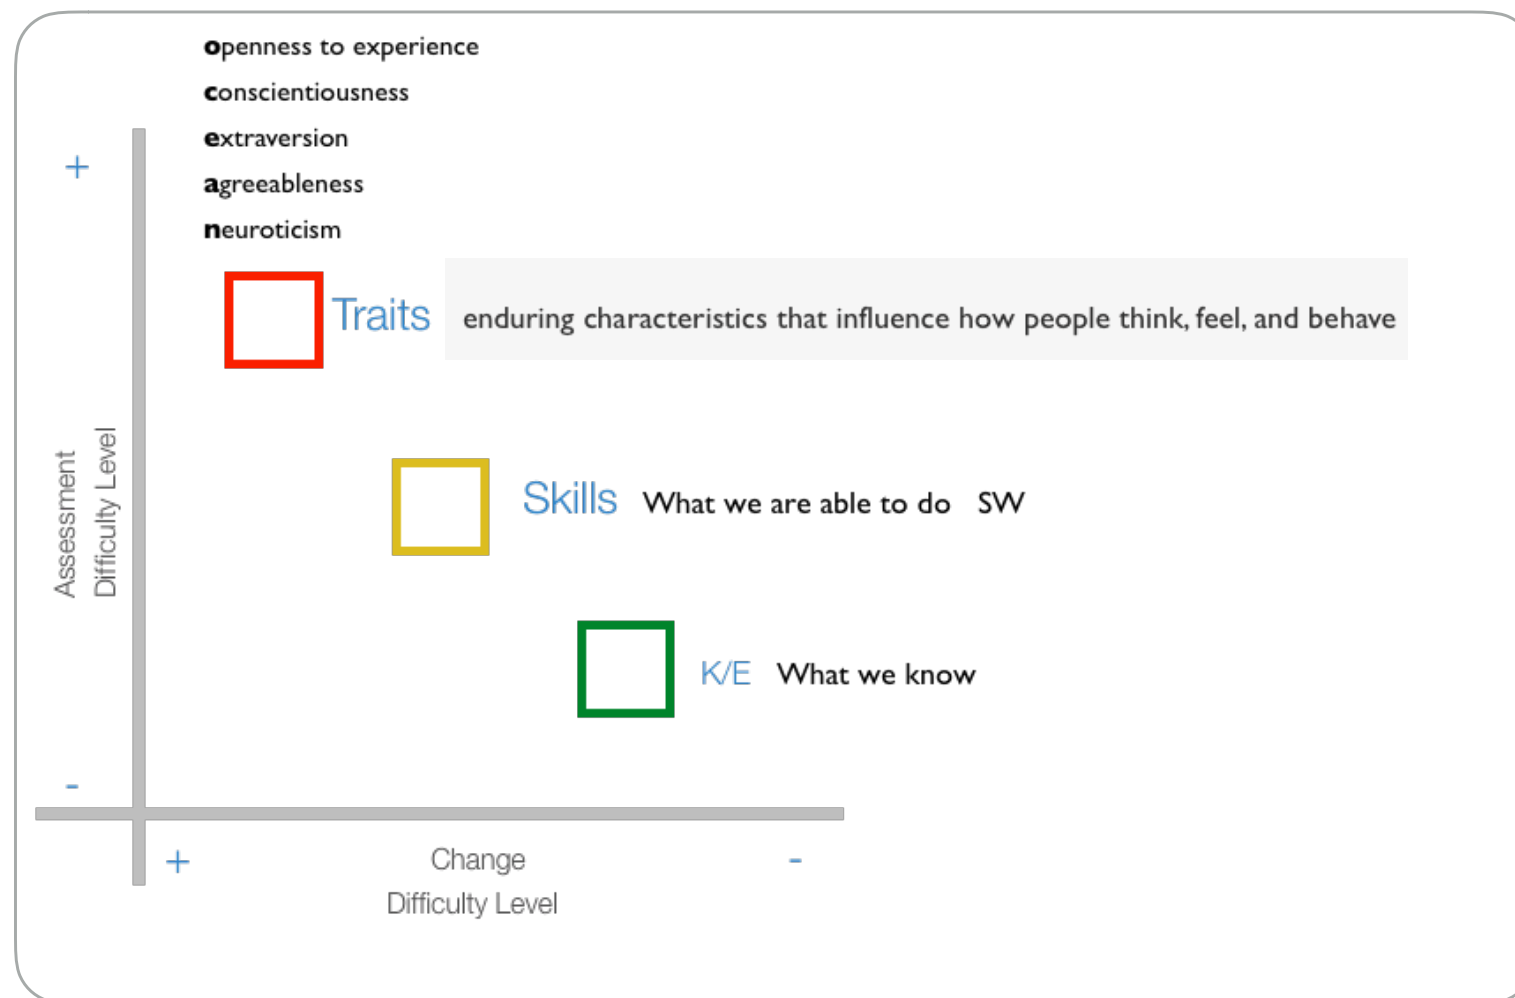 openness to experience
conscientiousness
extraversion
agreeableness
neuroticism
+
Traits enduring characteristics that influence how people think, feel, and behave
Assessment
Difficulty Level
Skills What we are able to do SW
K/E What we know
-
+ Change -
Difficulty Level